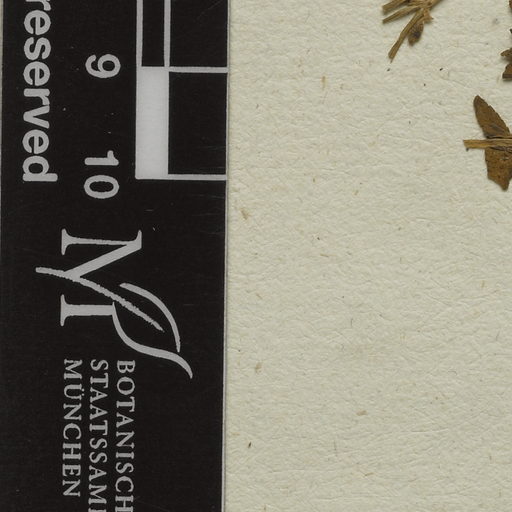 reserved
9
10
M
BOTANISCH
STAATSSAM
MÜNCHEN